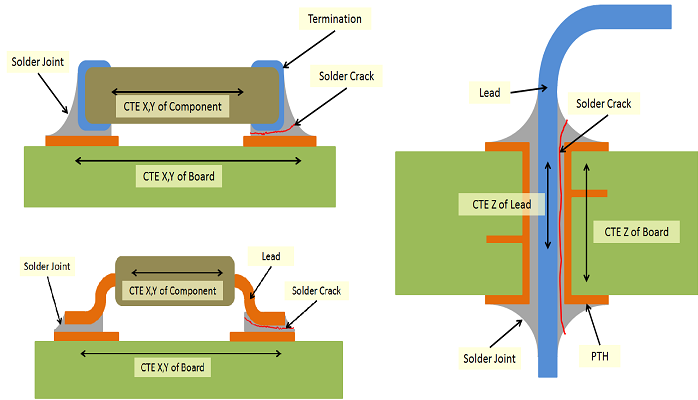 Termination
Solder Joint
Solder Crack
CTE X,Y of Component
CTE X,Y of Board
Solder Joint
Lead
CTE X,Y of Component
Solder Crack
CTE X,Y of Board
Lead
Solder Crack
CTE Z of Lead
CTE Z of Board
Solder Joint
PTH